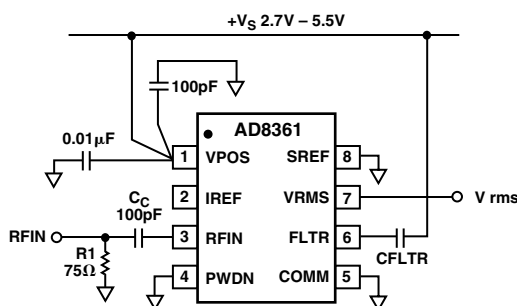 +VS 2.7V – 5.5V
100pF
0.01µF
AD8361
1 VPOS SREF 8
2 IREF VRMS 7
V rms
CC
100pF
RFIN
3 RFIN FLTR 6
CFLTR
R1
75Ω
4 PWDN COMM 5